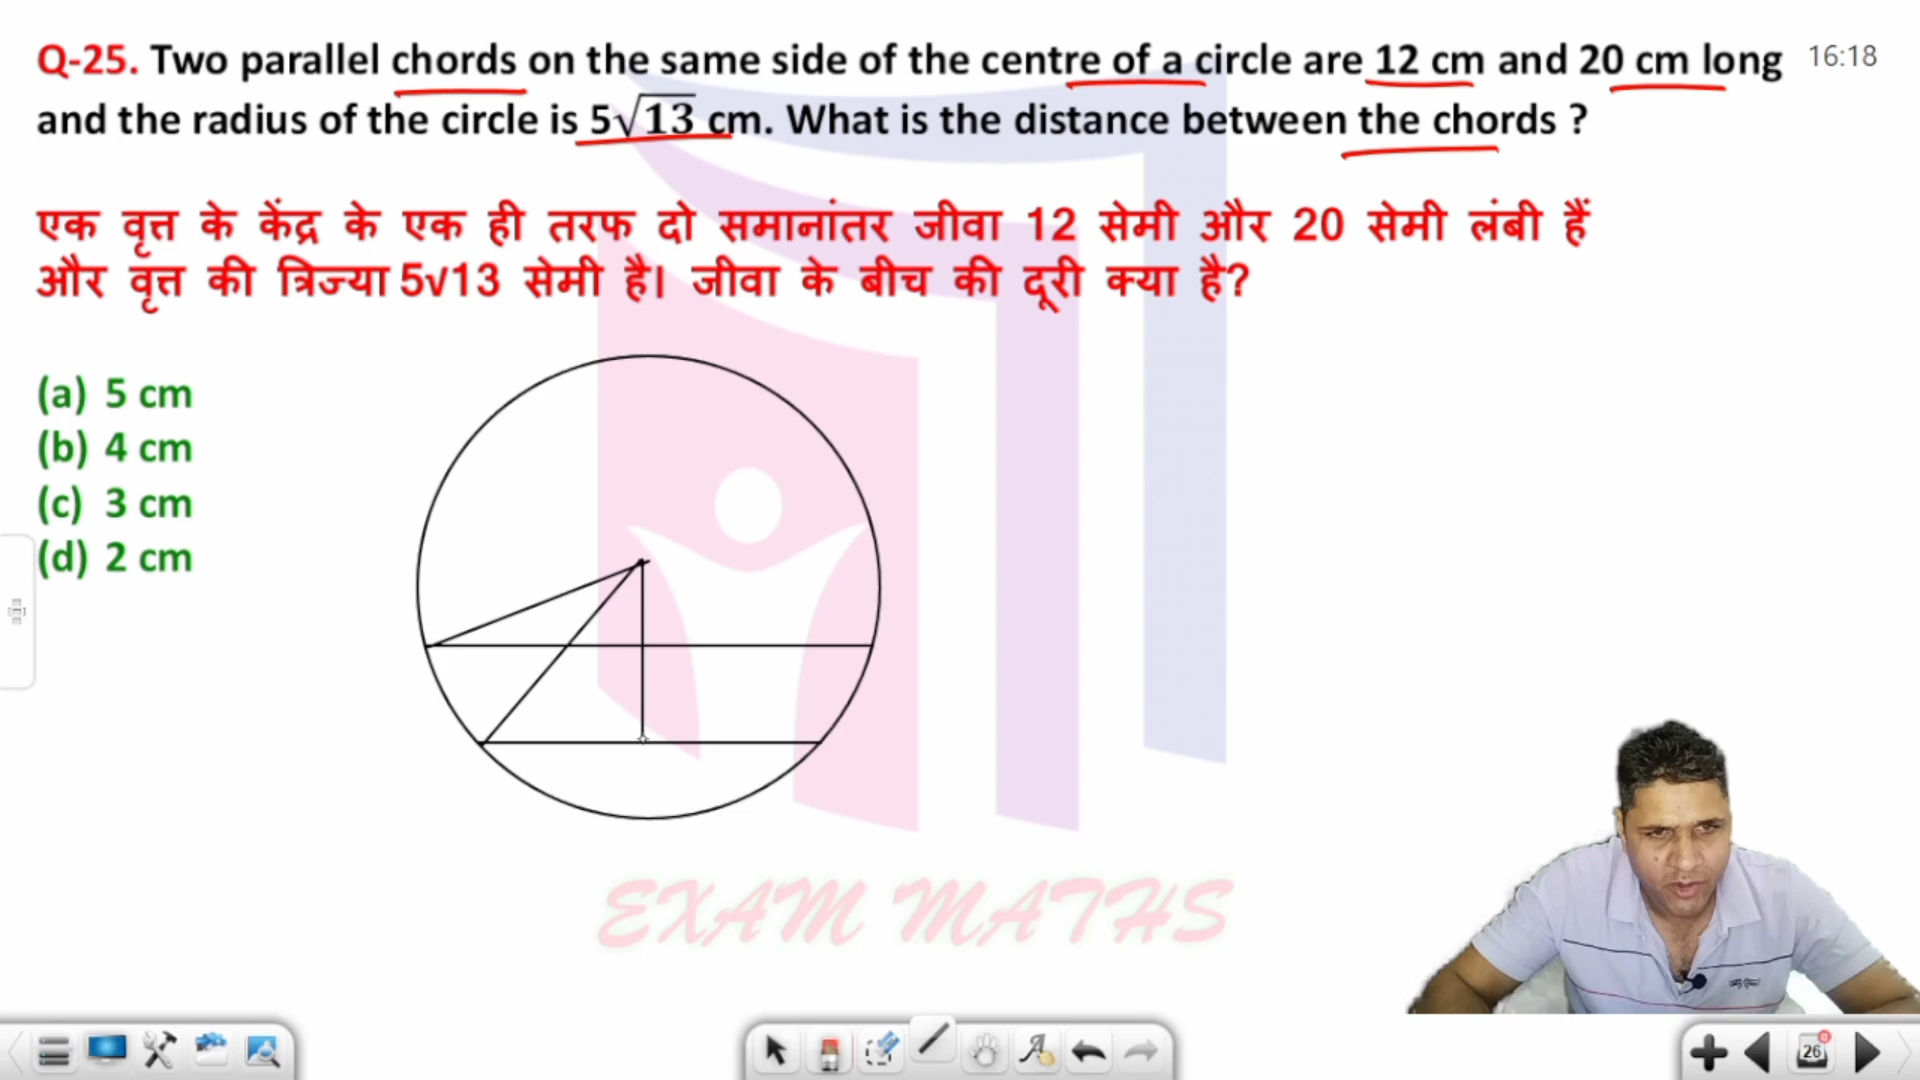 Q-25. Two parallel chords on the same side of the centre of a circle are 12 cm and 20 cm long
16:18
and the radius of the circle is 5√13 cm. What is the distance between the chords ?
एक वृत्त के केंद्र के एक ही तरफ दो समानांतर जीवा 12 सेमी और 20 सेमी लंबी हैं
और वृत्त की त्रिज्या 5√13 सेमी है। जीवा के बीच की दूरी क्या है?
(a) 5 cm
(b) 4 cm
(c) 3 cm
(d) 2 cm
EXAM MATHS
26
0